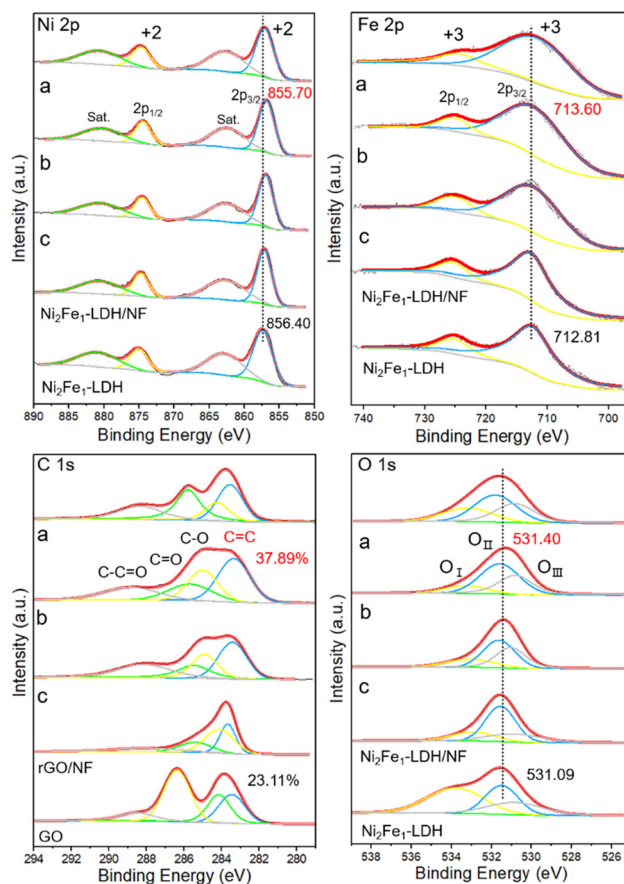 Ni 2p
+2
+2
a
855.70
Sat.
2p1/2
Sat.
2p3/2
b
c
Ni2Fe1-LDH/NF
856.40
Ni2Fe1-LDH
890 885 880 875 870 865 860 855 850
Binding Energy (eV)
Intensity (a.u.)
Fe 2p
+3
+3
a
2p1/2
2p3/2
713.60
b
c
Ni2Fe1-LDH/NF
712.81
Ni2Fe1-LDH
740 730 720 710 700
Binding Energy (eV)
Intensity (a.u.)
C 1s
a
C-O
C=C
C-C=O
C=O
37.89%
b
c
rGO/NF
23.11%
GO
294 292 290 288 286 284 282 280
Binding Energy (eV)
Intensity (a.u.)
O 1s
a
OII
531.40
OI
OIII
b
c
Ni2Fe1-LDH/NF
531.09
Ni2Fe1-LDH
538 536 534 532 530 528 526
Binding Energy (eV)
Intensity (a.u.)